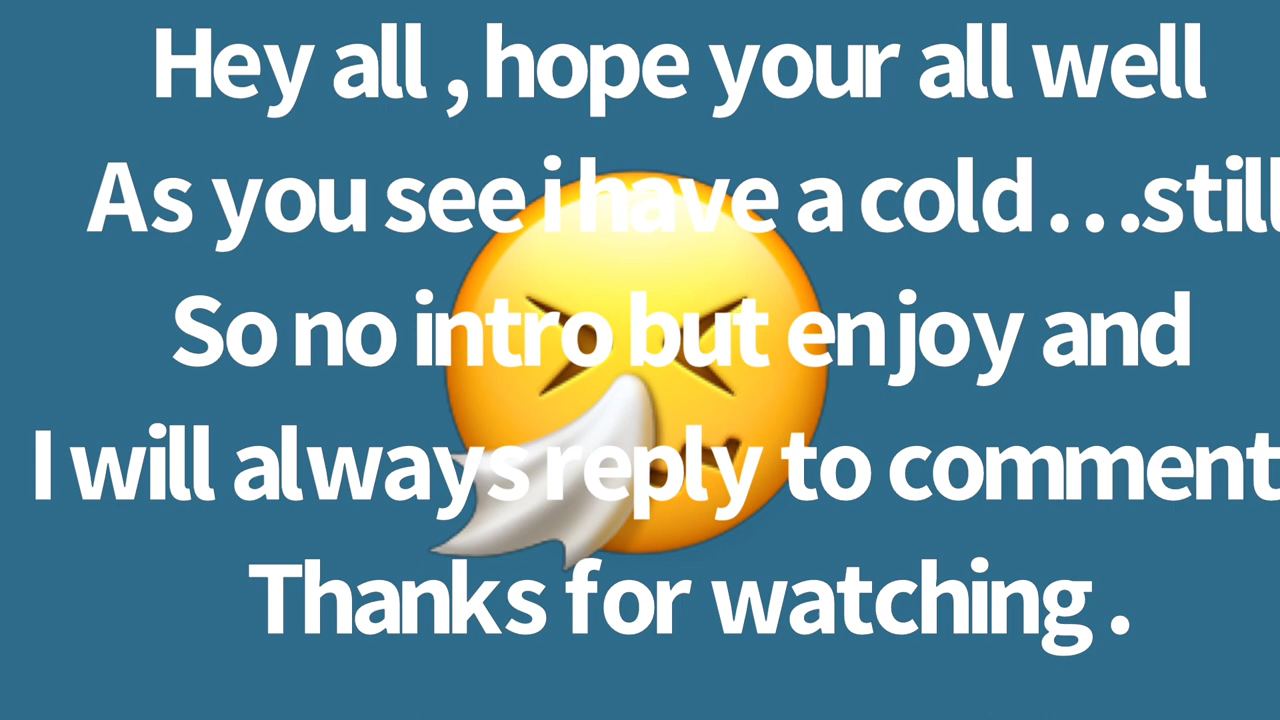 Hey all , hope your all well
As you see i have a cold ...still
So no intro but enjoy and
I will always reply to comment
Thanks for watching .